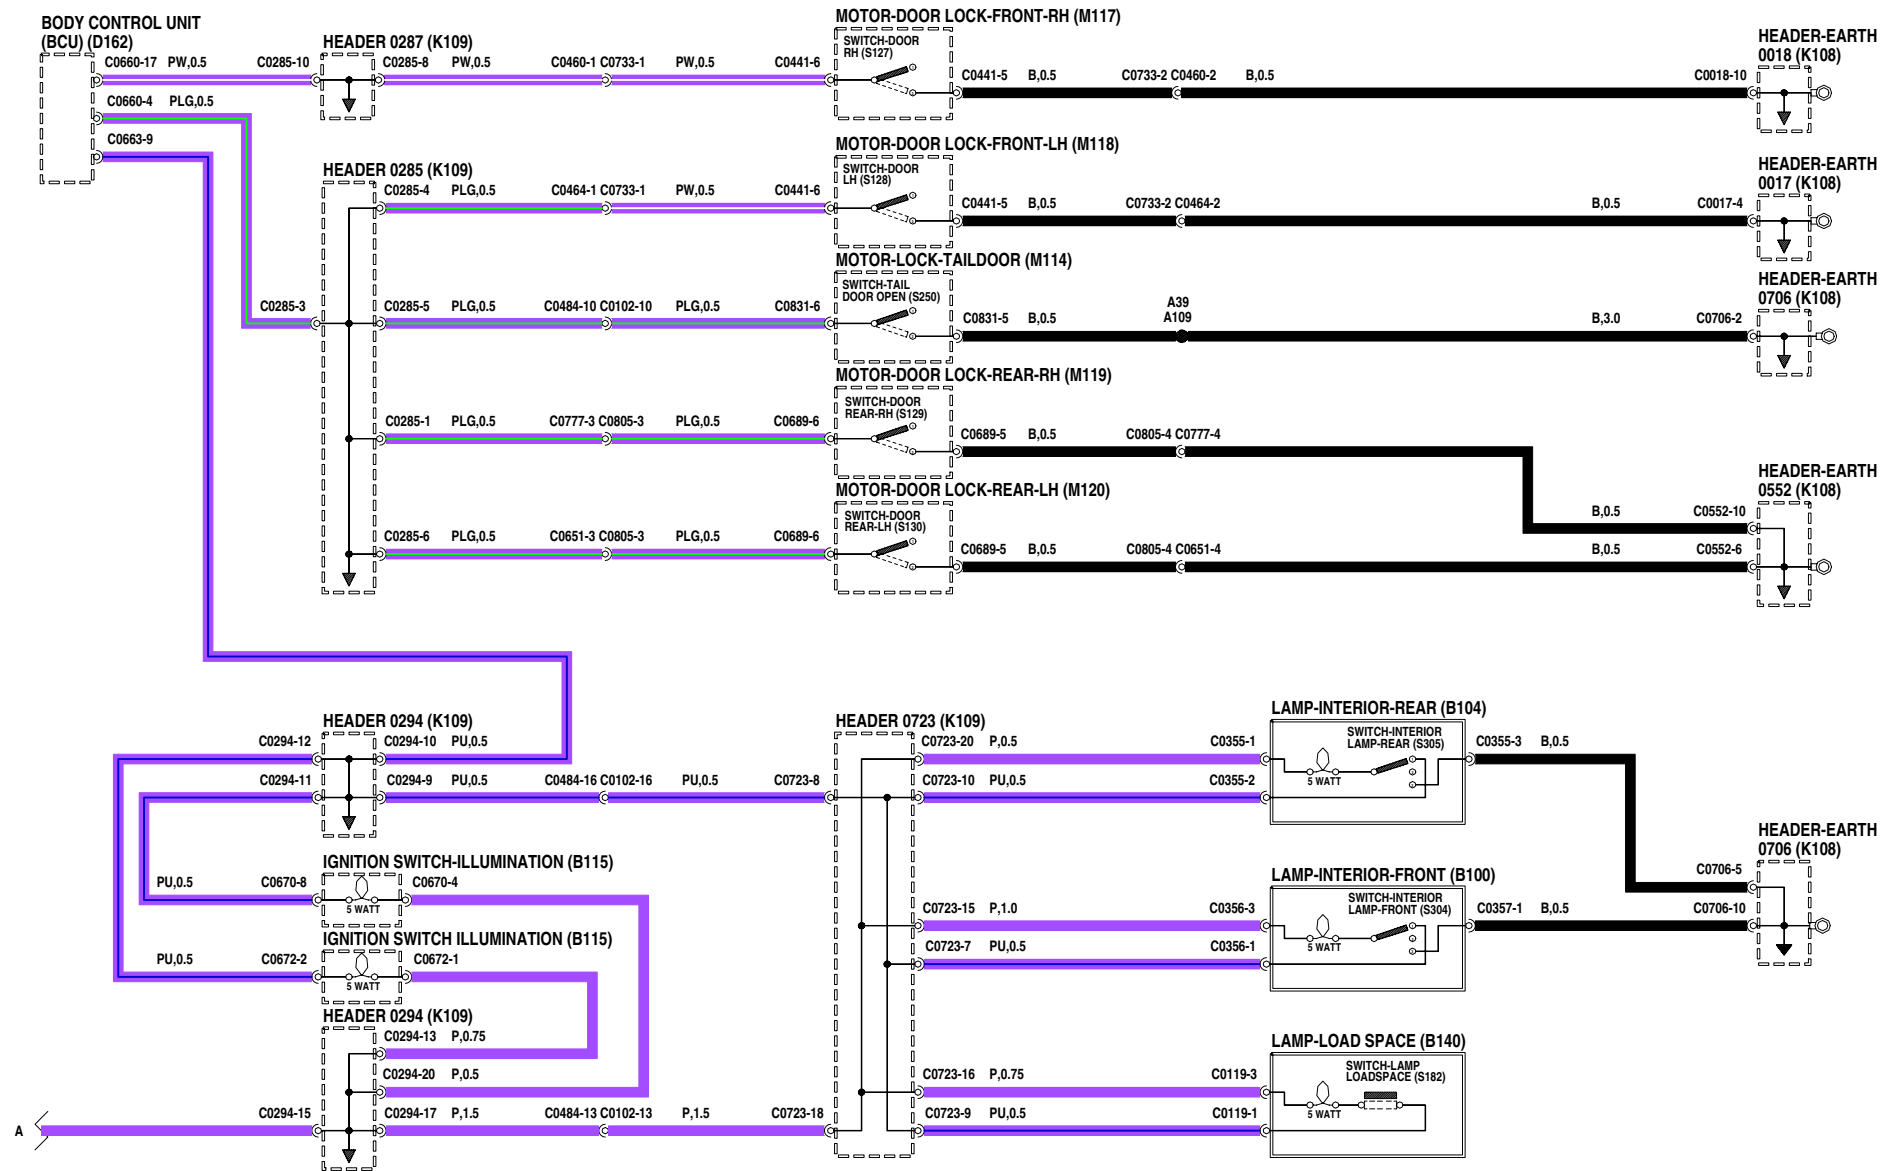 BODY CONTROL UNIT
(BCU) (D162)
C0660-17 PW,0.5 C0285-10
C0660-4 PLG,0.5
C0663-9
HEADER 0287 (K109)
C0285-8 PW,0.5 C0460-1 C0733-1 PW,0.5 C0441-6
MOTOR-DOOR LOCK-FRONT-RH (M117)
SWITCH-DOOR
RH (S127)
C0441-5 B,0.5 C0733-2 C0460-2 B,0.5 C0018-10
HEADER-EARTH
0018 (K108)
HEADER 0285 (K109)
C0285-4 PLG,0.5 C0464-1 C0733-1 PW,0.5 C0441-6
MOTOR-DOOR LOCK-FRONT-LH (M118)
SWITCH-DOOR
LH (S128)
C0441-5 B,0.5 C0733-2 C0464-2 B,0.5 C0017-4
HEADER-EARTH
0017 (K108)
C0285-3
C0285-5 PLG,0.5 C0484-10 C0102-10 PLG,0.5 C0831-6
MOTOR-LOCK-TAILDOOR (M114)
SWITCH-TAIL
DOOR OPEN (S250)
A39
C0831-5 B,0.5 A109 B,3.0 C0706-2
HEADER-EARTH
0706 (K108)
C0285-1 PLG,0.5 C0777-3 C0805-3 PLG,0.5 C0689-6
MOTOR-DOOR LOCK-REAR-RH (M119)
SWITCH-DOOR
REAR-RH (S129)
C0689-5 B,0.5 C0805-4 C0777-4
B,0.5 C0552-10
HEADER-EARTH
0552 (K108)
C0285-6 PLG,0.5 C0651-3 C0805-3 PLG,0.5 C0689-6
MOTOR-DOOR LOCK-REAR-LH (M120)
SWITCH-DOOR
REAR-LH (S130)
C0689-5 B,0.5 C0805-4 C0651-4 B,0.5 C0552-6
HEADER 0294 (K109)
C0294-12 C0294-10 PU,0.5
C0294-11 C0294-9 PU,0.5 C0484-16 C0102-16 PU,0.5 C0723-8
HEADER 0723 (K109)
C0723-20 P,0.5 C0355-1
C0723-10 PU,0.5 C0355-2
LAMP-INTERIOR-REAR (B104)
SWITCH-INTERIOR
LAMP-REAR (S305)
5 WATT
C0355-3 B,0.5
IGNITION SWITCH-ILLUMINATION (B115)
PU,0.5 C0670-8 C0670-4
5 WATT
IGNITION SWITCH ILLUMINATION (B115)
PU,0.5 C0672-2 C0672-1
5 WATT
C0723-15 P,1.0 C0356-3
C0723-7 PU,0.5 C0356-1
LAMP-INTERIOR-FRONT (B100)
SWITCH-INTERIOR
LAMP-FRONT (S304)
5 WATT
C0357-1 B,0.5 C0706-10
C0706-5
HEADER-EARTH
0706 (K108)
HEADER 0294 (K109)
C0294-13 P,0.75
C0294-20 P,0.5
A
C0294-15 C0294-17 P,1.5 C0484-13 C0102-13 P,1.5 C0723-18
C0723-16 P,0.75 C0119-3
C0723-9 PU,0.5 C0119-1
LAMP-LOAD SPACE (B140)
SWITCH-LAMP
LOADSPACE (S182)
5 WATT